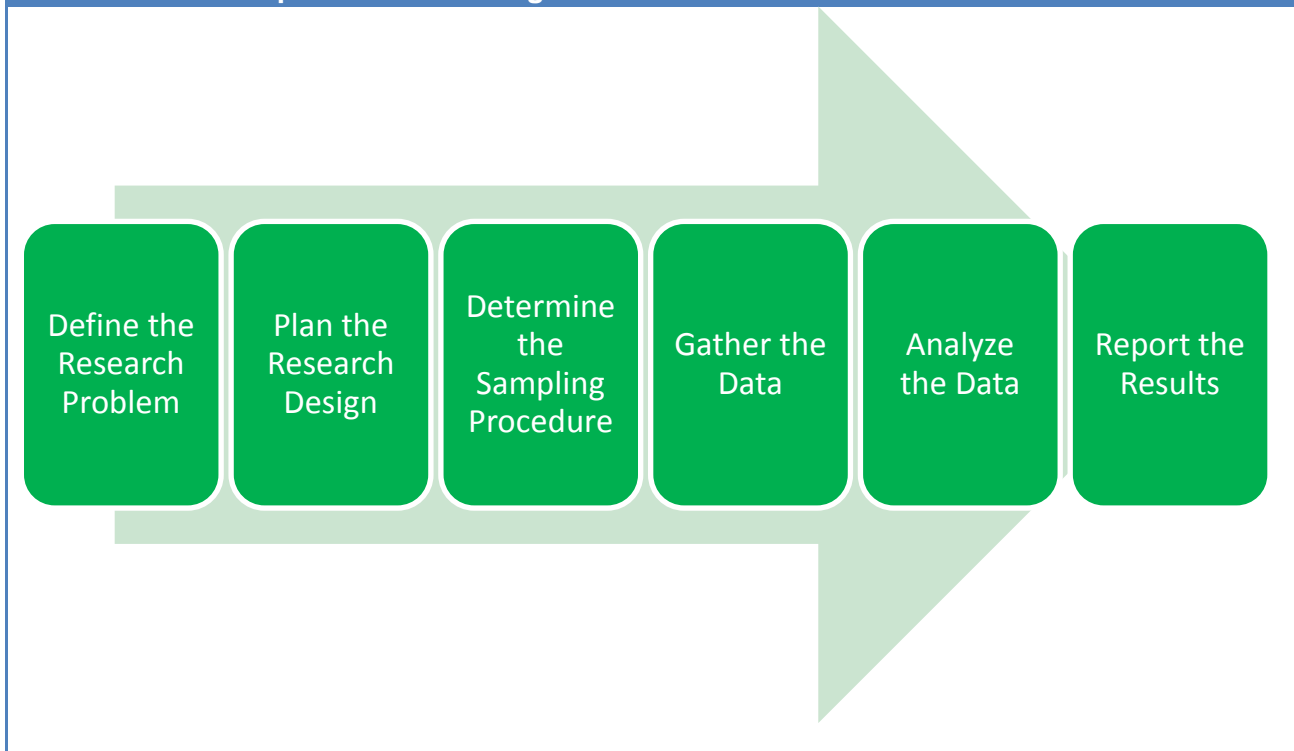 Define the
Research
Problem
Plan the
Research
Design
Determine
the
Sampling
Procedure
Gather the
Data
Analyze
the Data
Report the
Results